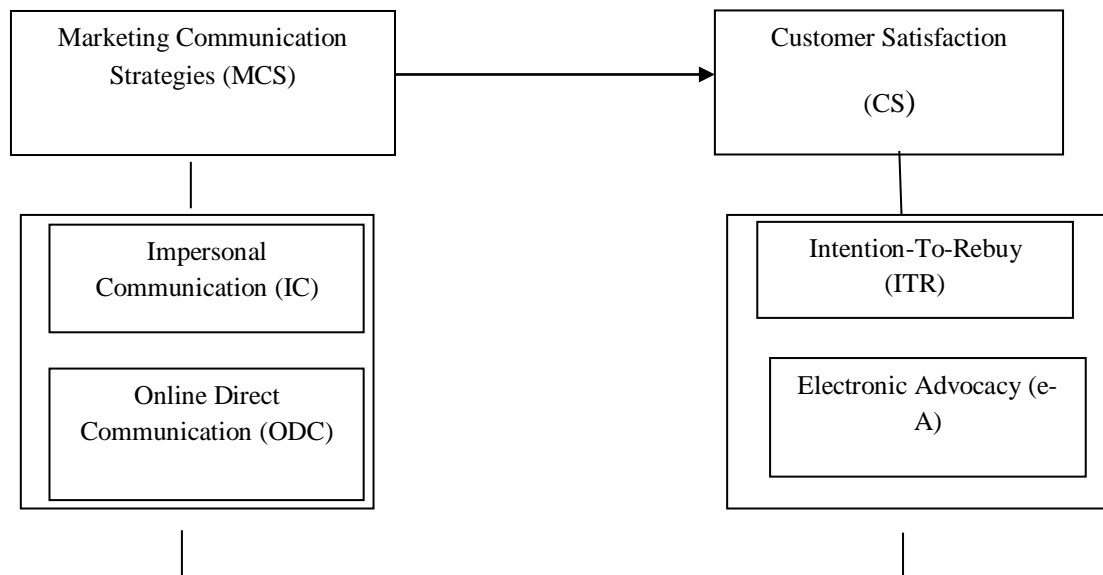 Marketing Communication
Strategies (MCS)
Customer Satisfaction
(CS)
Impersonal
Communication (IC)
Intention-To-Rebuy
(ITR)
Online Direct
Communication (ODC)
Electronic Advocacy (e-
A)